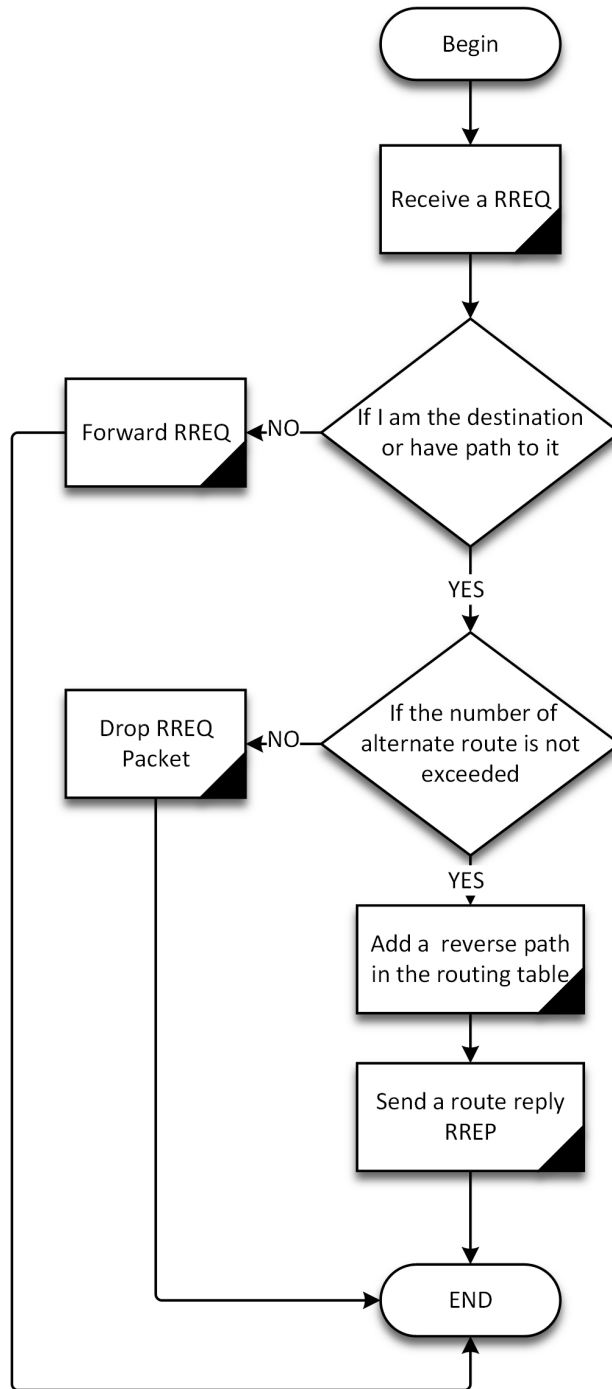 Begin
Receive a RREQ
If I am the destination
or have path to it
NO
Forward RREQ
YES
If the number of
alternate route is not
exceeded
NO
Drop RREQ
Packet
YES
Add a reverse path
in the routing table
Send a route reply
RREP
END